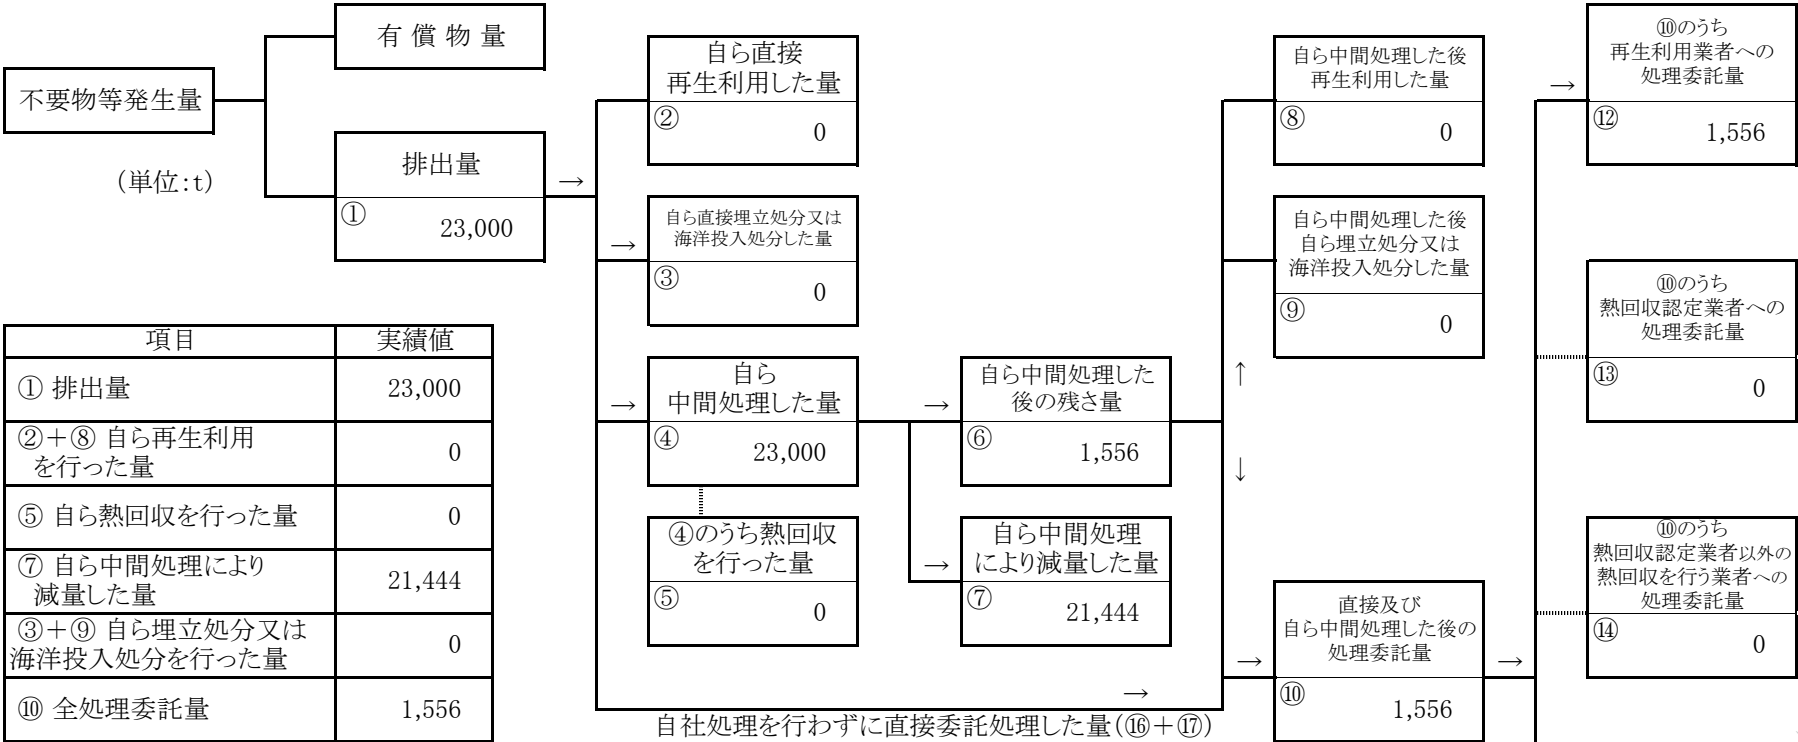 有 償 物 量
不要物等発生量
（単位：t）
排出量
①
23,000
→
自ら直接
再生利用した量
②
0
→
自ら直接埋立処分又は
海洋投入処分した量
③
0
→
自ら
中間処理した量
④
23,000
④のうち熱回収
を行った量
⑤
0
→
自ら中間処理した
後の残さ量
⑥
1,556
→
自ら中間処理
により減量した量
⑦
21,444
↑
↓
自ら中間処理した後
再生利用した量
⑧
0
自ら中間処理した後
自ら埋立処分又は
海洋投入処分した量
⑨
0
→
直接及び
自ら中間処理した後の
処理委託量
⑩
1,556
→
→
⑩のうち
再生利用業者への
処理委託量
⑫
1,556
⑩のうち
熱回収認定業者への
処理委託量
⑬
0
⑩のうち
熱回収認定業者以外の
熱回収を行う業者への
処理委託量
⑭
0
→
自社処理を行わずに直接委託処理した量（⑯＋⑰）
項目 実績値
① 排出量 23,000
②＋⑧ 自ら再生利用
を行った量 0
⑤ 自ら熱回収を行った量 0
⑦ 自ら中間処理により
減量した量 21,444
③＋⑨ 自ら埋立処分又は
海洋投入処分を行った量 0
⑩ 全処理委託量 1,556